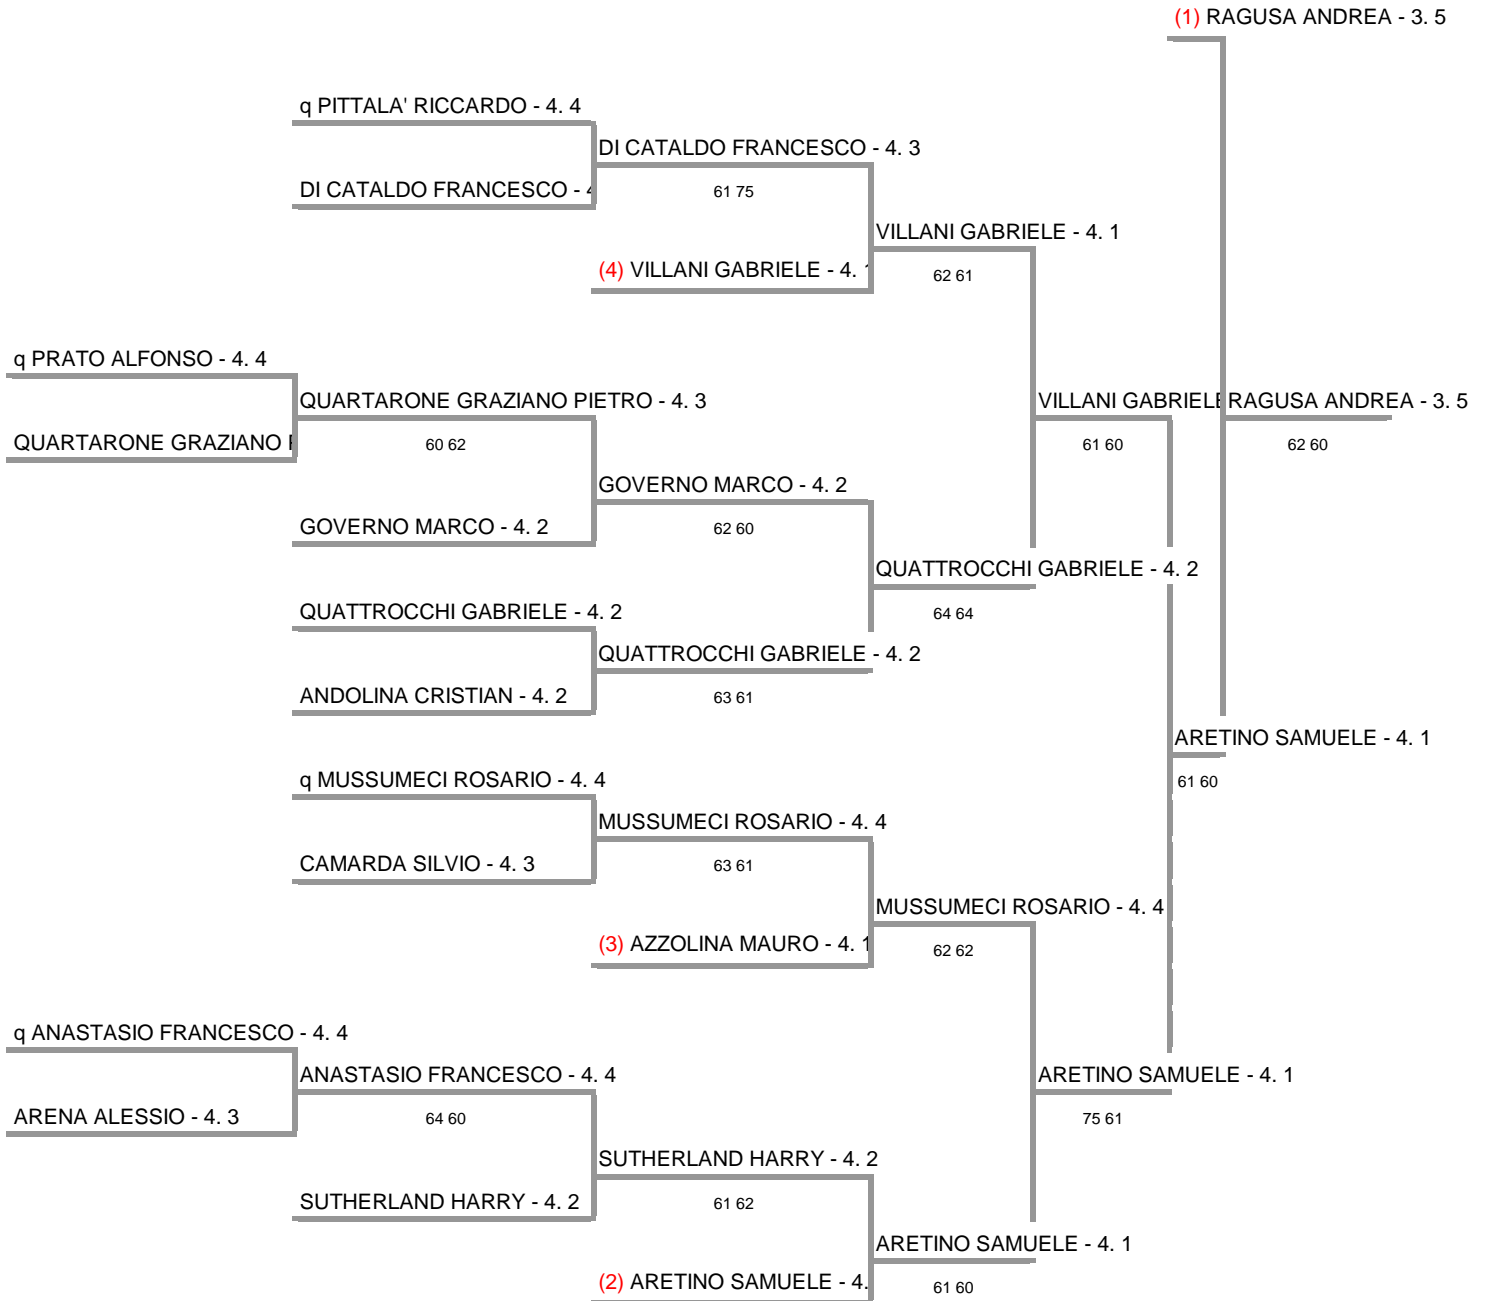 (1) RAGUSA ANDREA - 3. 5
q PITTALA' RICCARDO - 4. 4
DI CATALDO FRANCESCO - 4. 3
DI CATALDO FRANCESCO - 4
61 75
VILLANI GABRIELE - 4. 1
(4) VILLANI GABRIELE - 4. 1
62 61
q PRATO ALFONSO - 4. 4
QUARTARONE GRAZIANO PIETRO - 4. 3
VILLANI GABRIELE
RAGUSA ANDREA - 3. 5
QUARTARONE GRAZIANO P
60 62
61 60
62 60
GOVERNO MARCO - 4. 2
GOVERNO MARCO - 4. 2
62 60
QUATTROCCHI GABRIELE - 4. 2
QUATTROCCHI GABRIELE - 4. 2
64 64
QUATTROCCHI GABRIELE - 4. 2
ANDOLINA CRISTIAN - 4. 2
63 61
ARETINO SAMUELE - 4. 1
q MUSSUMECI ROSARIO - 4. 4
61 60
MUSSUMECI ROSARIO - 4. 4
CAMARDA SILVIO - 4. 3
63 61
MUSSUMECI ROSARIO - 4. 4
(3) AZZOLINA MAURO - 4. 1
62 62
q ANASTASIO FRANCESCO - 4. 4
ANASTASIO FRANCESCO - 4. 4
ARETINO SAMUELE - 4. 1
ARENA ALESSIO - 4. 3
64 60
75 61
SUTHERLAND HARRY - 4. 2
SUTHERLAND HARRY - 4. 2
61 62
ARETINO SAMUELE - 4. 1
(2) ARETINO SAMUELE - 4.
61 60